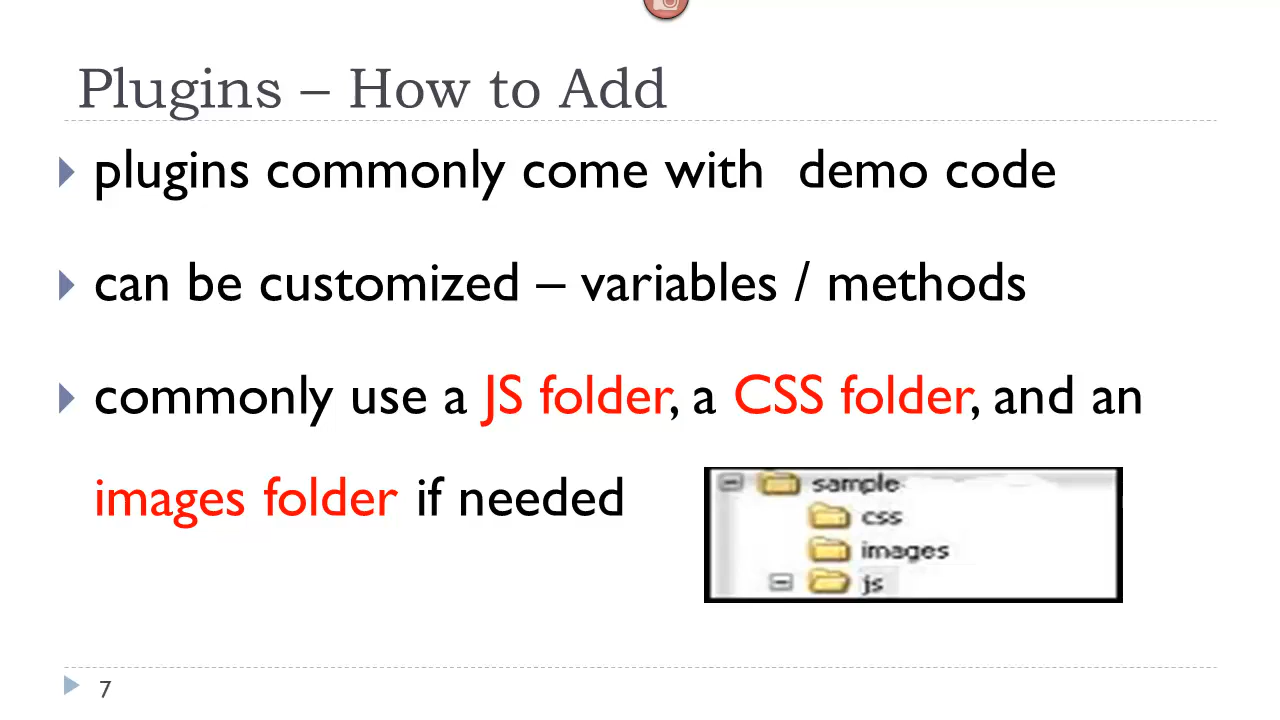 Plugins – How to Add
plugins commonly come with demo code
can be customized – variables / methods
commonly use a JS folder, a CSS folder, and an
images folder if needed
sample
css
images
js
7